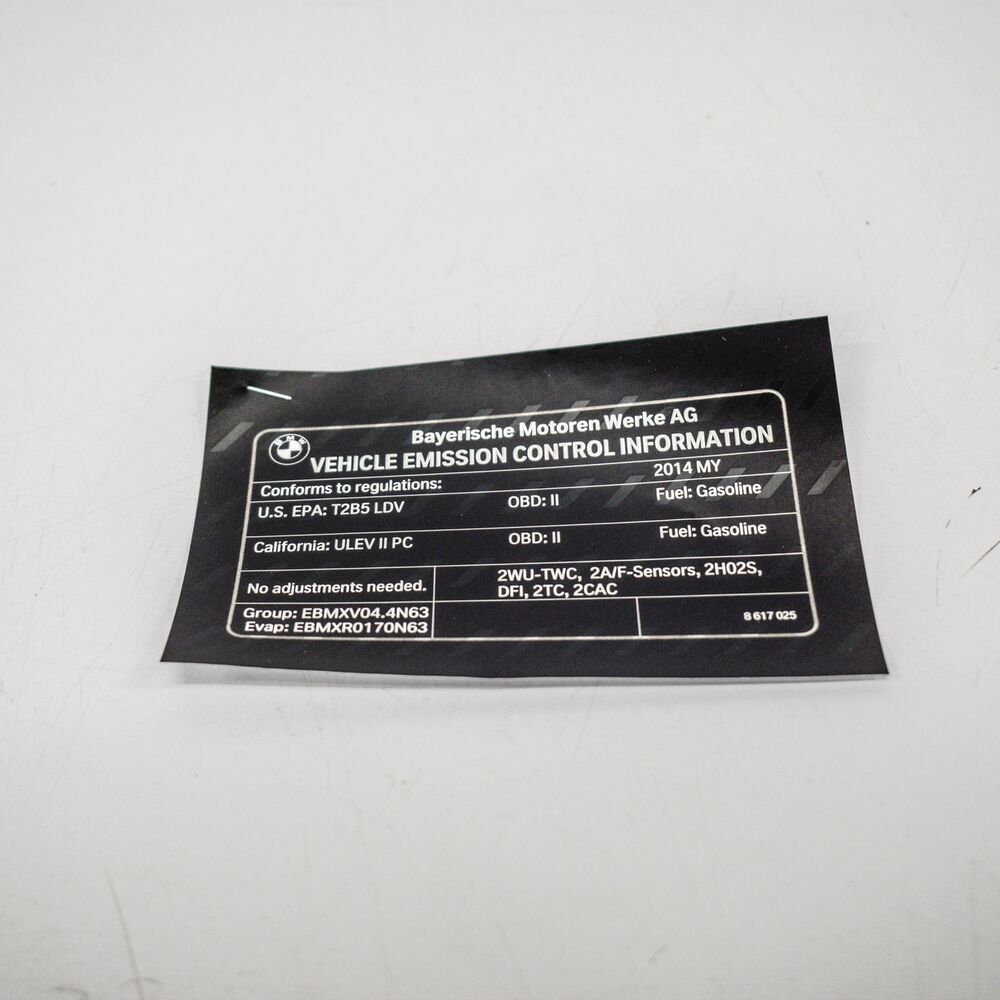 BMW
Bayerische Motoren Werke AG
VEHICLE EMISSION CONTROL INFORMATION
2014 MY
Conforms to regulations:
U.S. EPA: T2B5 LDV OBD: II Fuel: Gasoline
California: ULEV II PC OBD: II Fuel: Gasoline
No adjustments needed.
2WU-TWC, 2A/F-Sensors, 2H02S,
DFI, 2TC, 2CAC
Group: EBMXV04.4N63
Evap: EBMXR0170N63
8 617 025